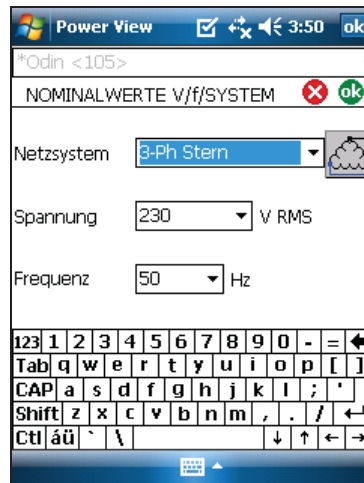 Power View 3:50 ok
*Odin <105>
NOMINALWERTE V/f/SYSTEM ok
Netzsystem 3-Ph Stern
Spannung 230 V RMS
Frequenz 50 Hz
123 1 2 3 4 5 6 7 8 9 0 - = ←
Tab q w e r t y u i o p [ ]
CAP a s d f g h j k l ; '
Shift z x c v b n m , . / ↵
Ctl áü ` \ ↓ ↑ ← →